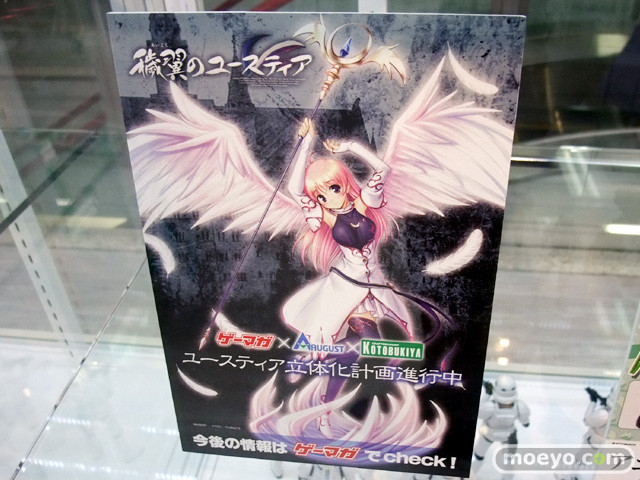 穢翼のユースティア
ゲーマガ×AUGUST×KOTOBUKIYA
ユースティア立体化計画進行中
今後の情報は ゲーマガ でcheck!
moeyo.com